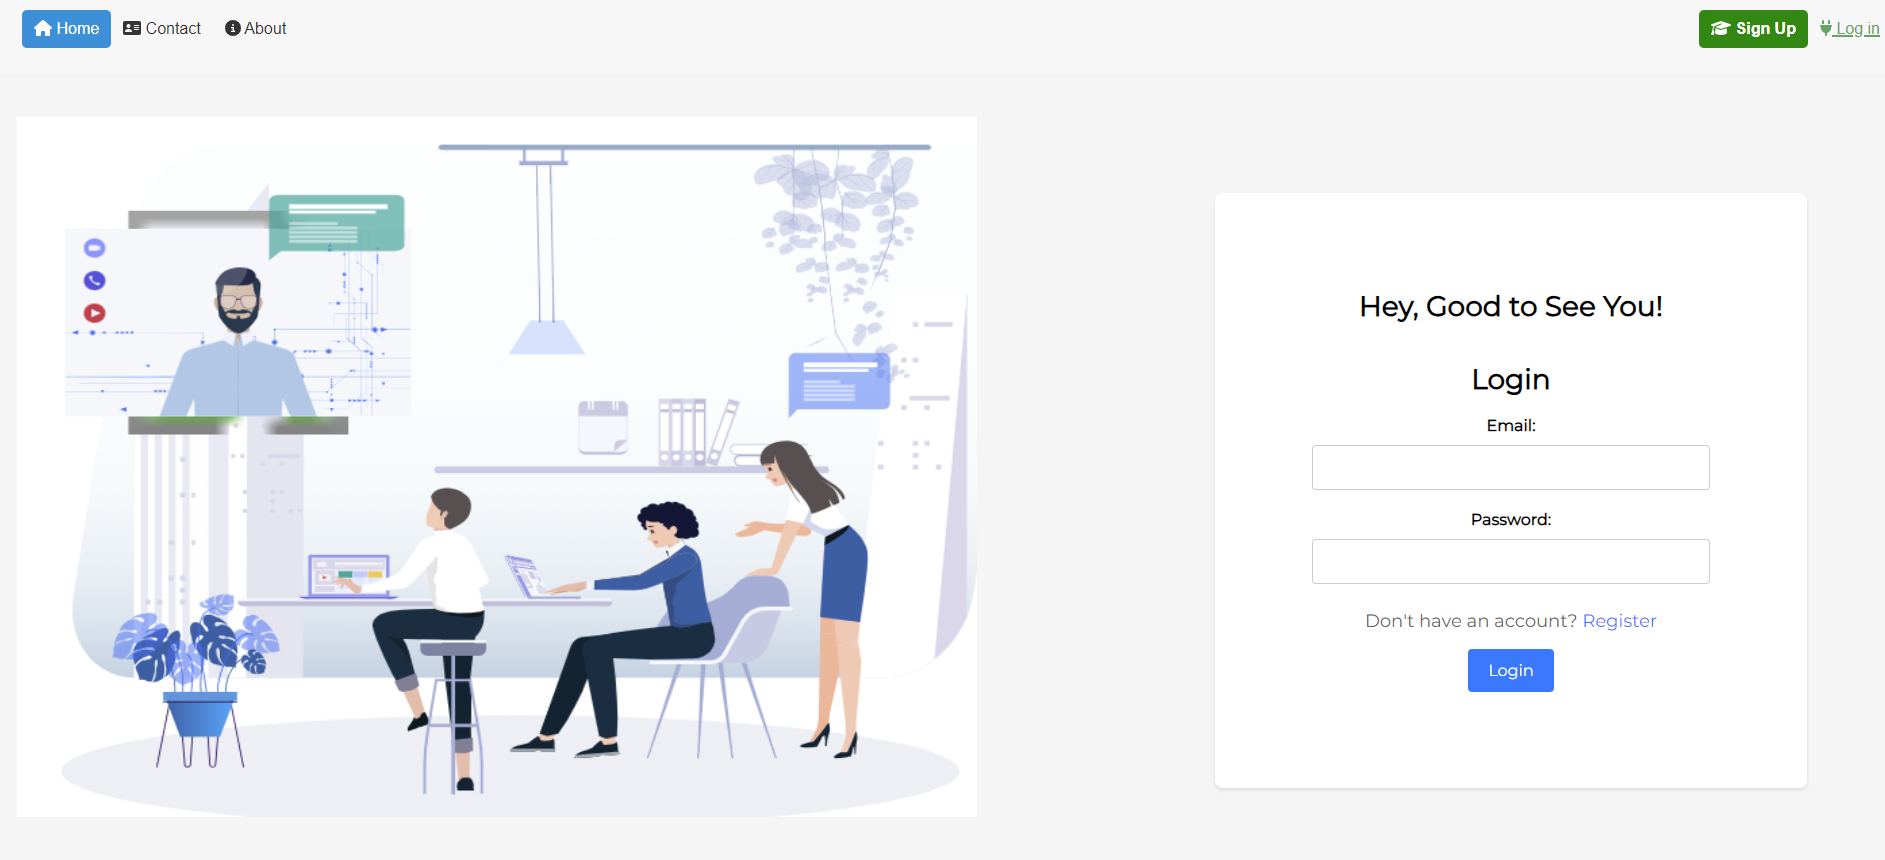 Home Contact About Sign Up Log in
Hey, Good to See You!
Login
Email:
Password:
Don't have an account? Register
Login